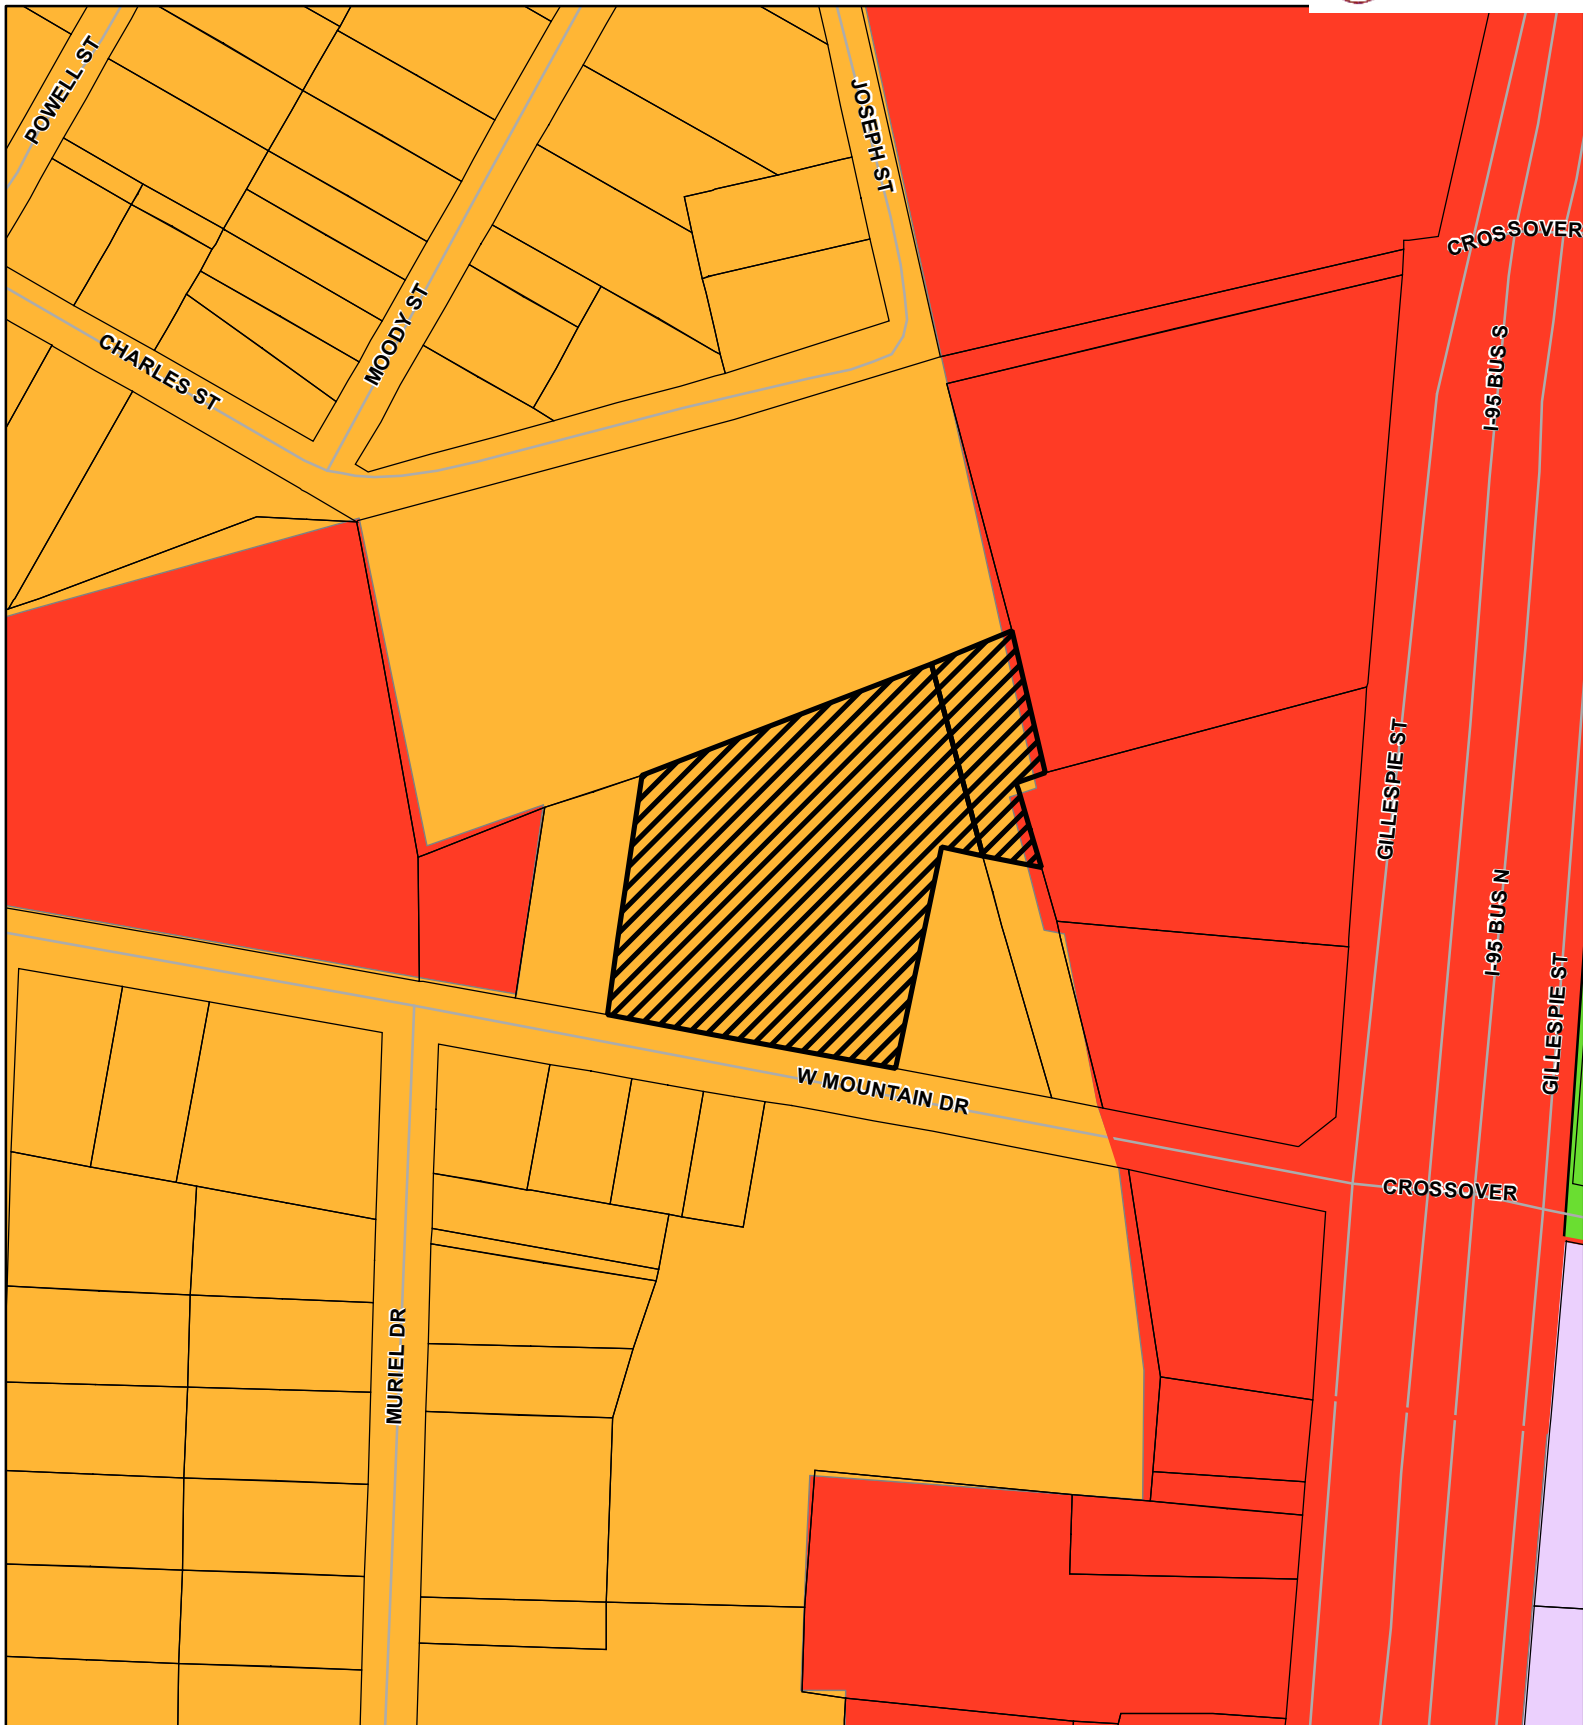 POWELL ST
JOSEPH ST
CROSSOVER
MOODY ST
CHARLES ST
I-95 BUS S
GILLESPIE ST
I-95 BUS N
GILLESPIE ST
W MOUNTAIN DR
CROSSOVER
MURIEL DR